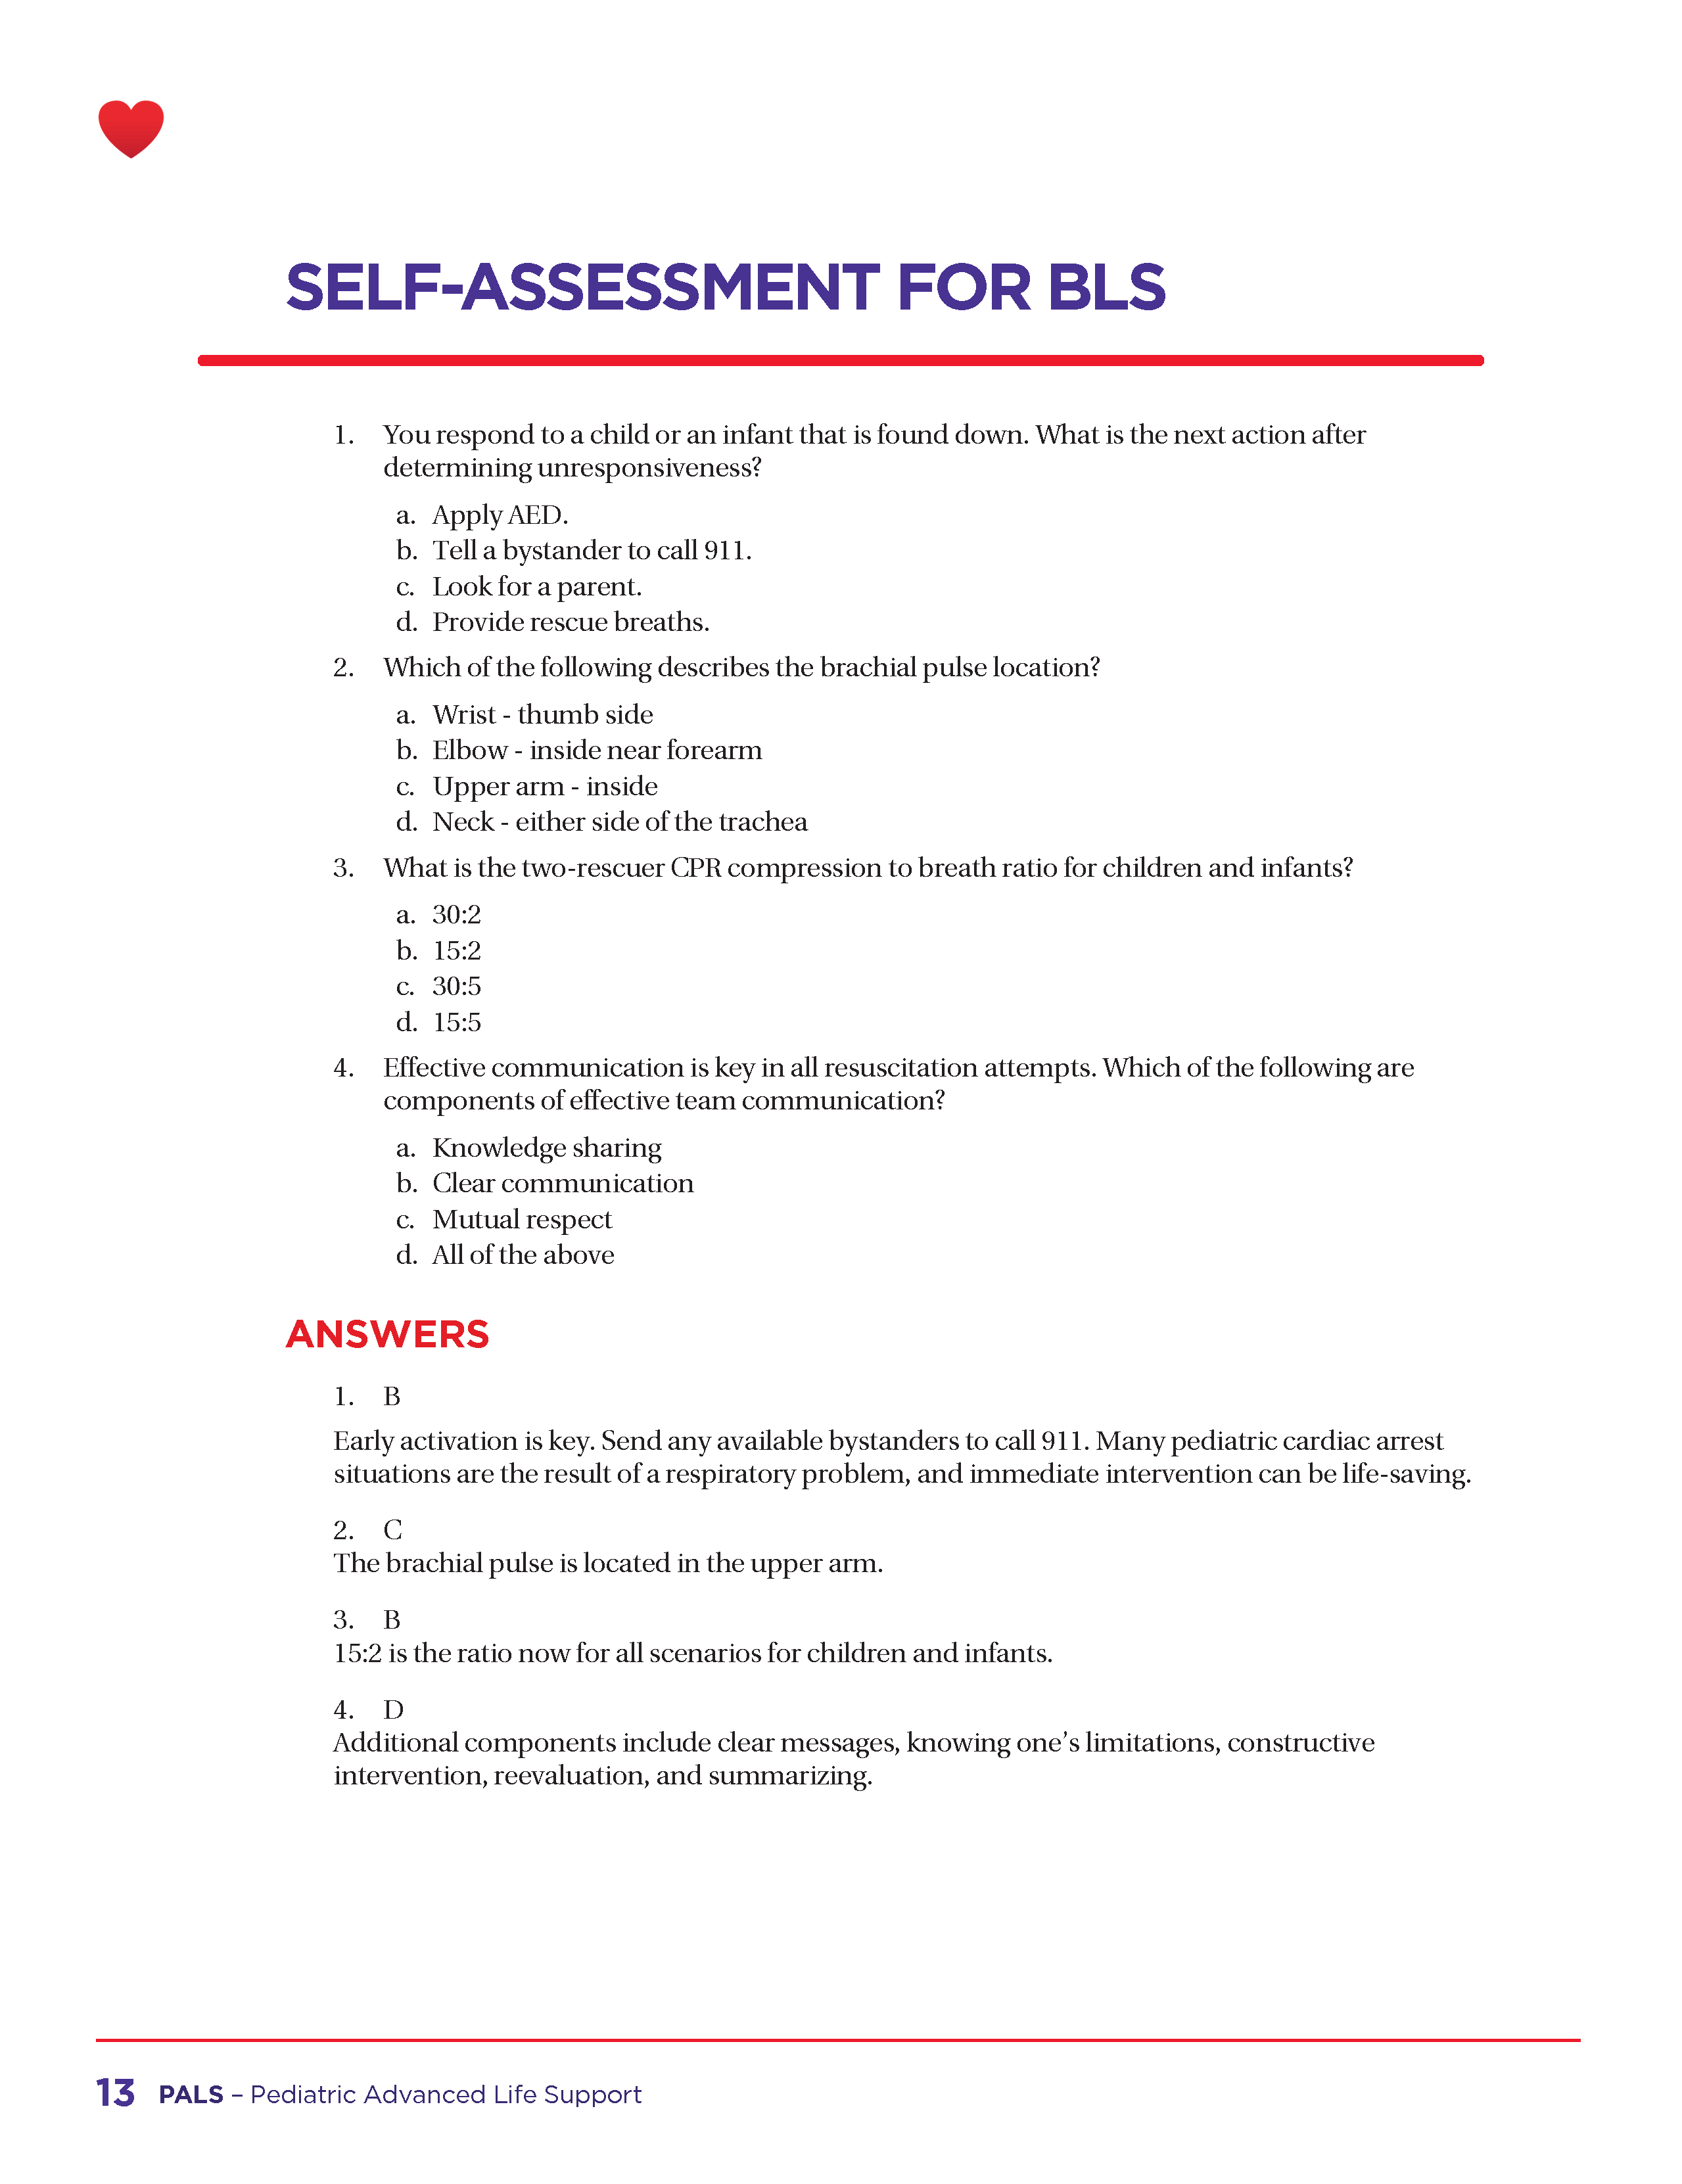 SELF-ASSESSMENT FOR BLS
1. You respond to a child or an infant that is found down. What is the next action after
determining unresponsiveness?
a. Apply AED.
b. Tell a bystander to call 911.
c. Look for a parent.
d. Provide rescue breaths.
2. Which of the following describes the brachial pulse location?
a. Wrist - thumb side
b. Elbow - inside near forearm
c. Upper arm - inside
d. Neck - either side of the trachea
3. What is the two-rescuer CPR compression to breath ratio for children and infants?
a. 30:2
b. 15:2
c. 30:5
d. 15:5
4. Effective communication is key in all resuscitation attempts. Which of the following are
components of effective team communication?
a. Knowledge sharing
b. Clear communication
c. Mutual respect
d. All of the above
ANSWERS
1. B
Early activation is key. Send any available bystanders to call 911. Many pediatric cardiac arrest
situations are the result of a respiratory problem, and immediate intervention can be life-saving.
2. C
The brachial pulse is located in the upper arm.
3. B
15:2 is the ratio now for all scenarios for children and infants.
4. D
Additional components include clear messages, knowing one’s limitations, constructive
intervention, reevaluation, and summarizing.
13 PALS – Pediatric Advanced Life Support